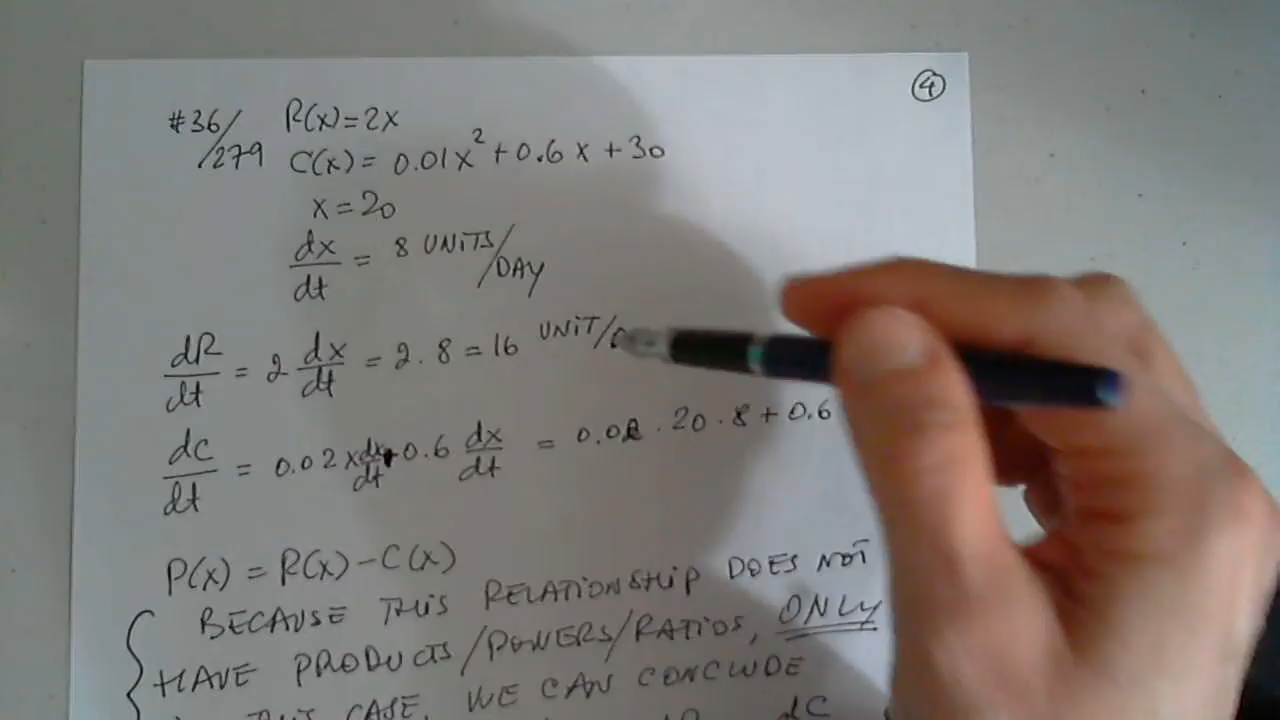 ④
#36/279 R(x)=2x
C(x) = 0.01x² + 0.6x + 30
x = 20
dx/dt = 8 UNITS/DAY
dR/dt = 2 dx/dt = 2 . 8 = 16 UNIT/
dc/dt = 0.02x dx/dt + 0.6 dx/dt = 0.02 . 20 . 8 + 0.6
P(x) = R(x) - C(x)
BECAUSE THIS RELATIONSHIP DOES NOT
HAVE PRODUCTS/POWERS/RATIOS, ONLY
THIS CASE, WE CAN CONCLUDE
dC